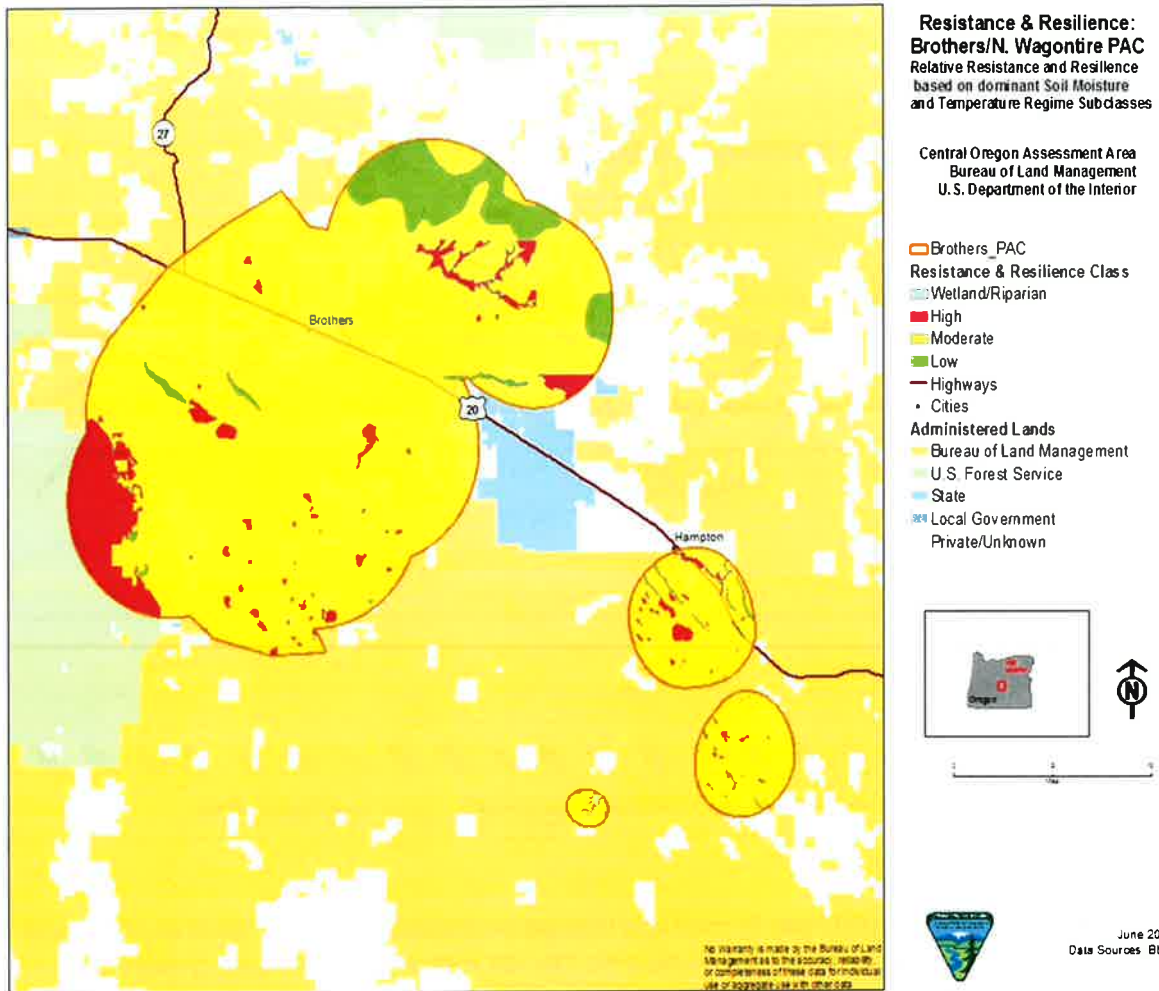 27
Brothers
20
Hampton
No Warranty is made by the Bureau of Land
Management as to the accuracy, reliability,
or completeness of these data for individual
use or aggregate use with other data.
Resistance & Resilience:
Brothers/N. Wagontire PAC
Relative Resistance and Resilience
based on dominant Soil Moisture
and Temperature Regime Subclasses
Central Oregon Assessment Area
Bureau of Land Management
U.S. Department of the Interior
Brothers_PAC
Resistance & Resilience Class
Wetland/Riparian
High
Moderate
Low
Highways
Cities
Administered Lands
Bureau of Land Management
U.S. Forest Service
State
Local Government
Private/Unknown
Oregon
N
June 20
Data Sources BL